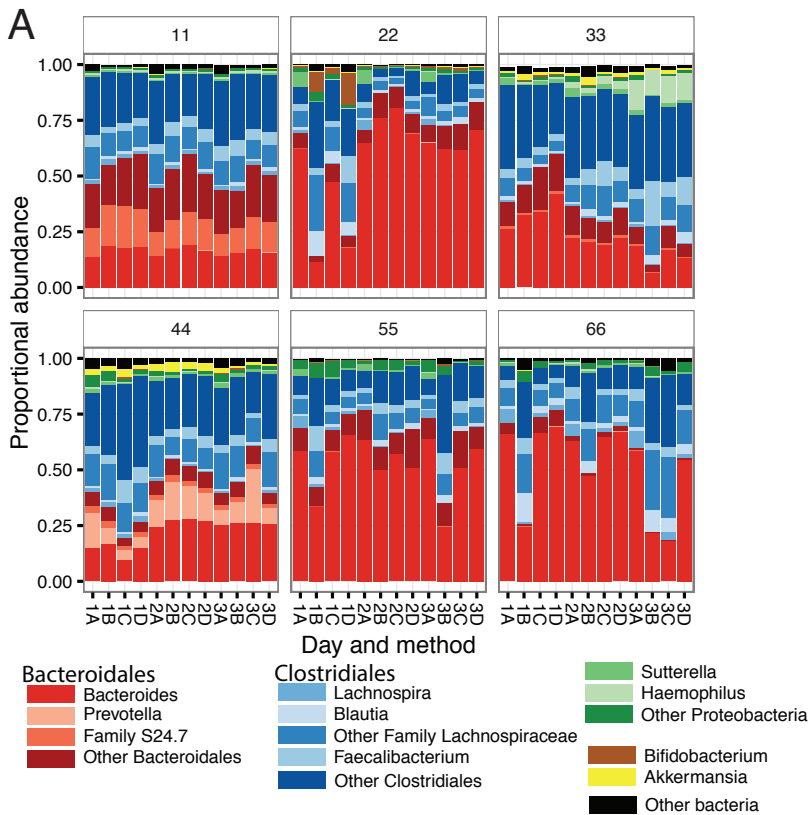 A
11 22 33
1.00
0.75
0.50
0.25
0.00
44 55 66
1.00
0.75
0.50
0.25
0.00
Proportional abundance
1A 1B 1C 1D 2A 2B 2C 2D 3A 3B 3C 3D 1A 1B 1C 1D 2A 2B 2C 2D 3A 3B 3C 3D 1A 1B 1C 1D 2A 2B 2C 2D 3A 3B 3C 3D
Day and method
Bacteroidales
Bacteroides
Prevotella
Family S24.7
Other Bacteroidales
Clostridiales
Lachnospira
Blautia
Other Family Lachnospiraceae
Faecalibacterium
Other Clostridiales
Sutterella
Haemophilus
Other Proteobacteria
Bifidobacterium
Akkermansia
Other bacteria